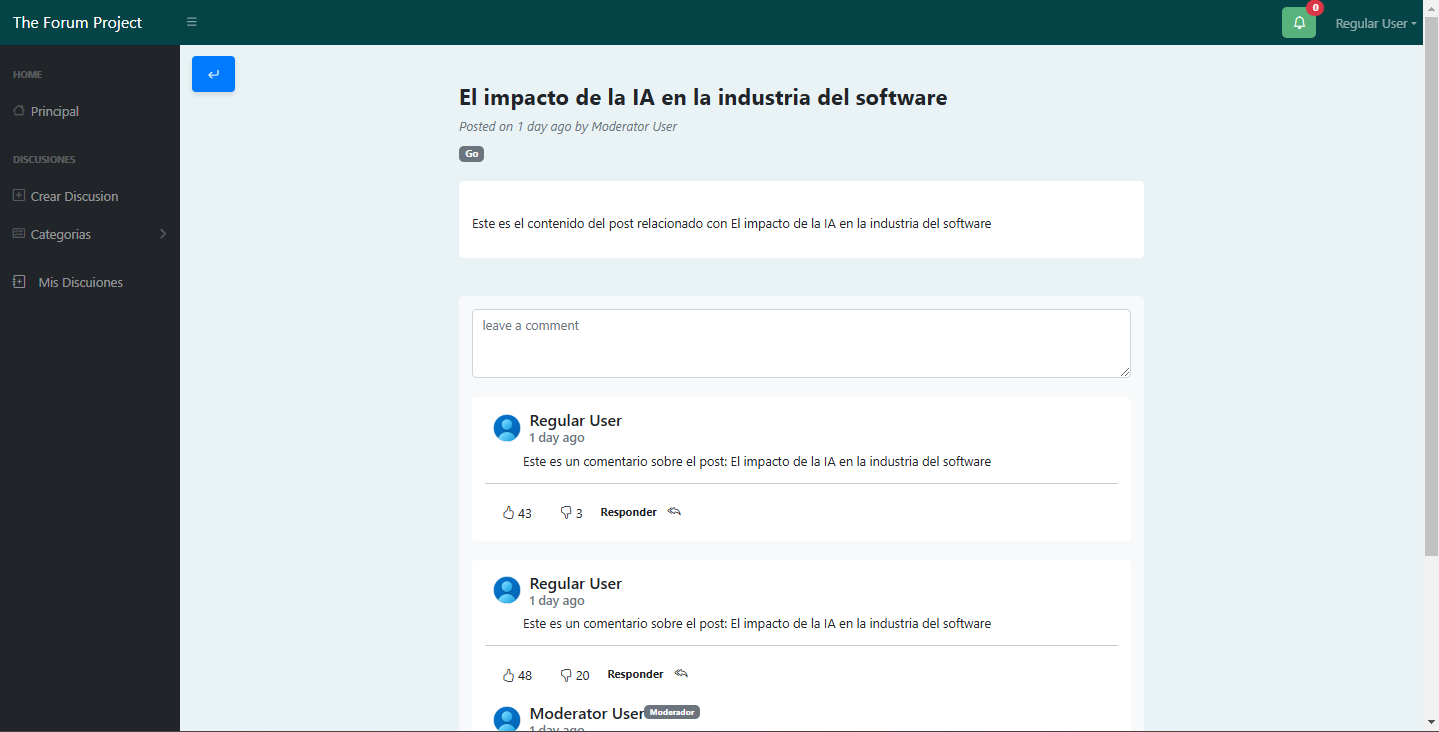 The Forum Project
0
Regular User
HOME
Principal
DISCUSIONES
Crear Discusion
Categorias
Mis Discuiones
El impacto de la IA en la industria del software
Posted on 1 day ago by Moderator User
Go
Este es el contenido del post relacionado con El impacto de la IA en la industria del software
leave a comment
Regular User
1 day ago
Este es un comentario sobre el post: El impacto de la IA en la industria del software
43 3 Responder
Regular User
1 day ago
Este es un comentario sobre el post: El impacto de la IA en la industria del software
48 20 Responder
Moderator User Moderador
1 day ago